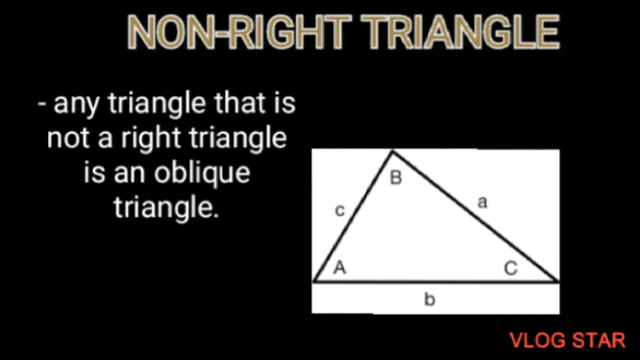 NON-RIGHT TRIANGLE
- any triangle that is
not a right triangle
is an oblique
triangle.
B
c
a
A
C
b
VLOG STAR